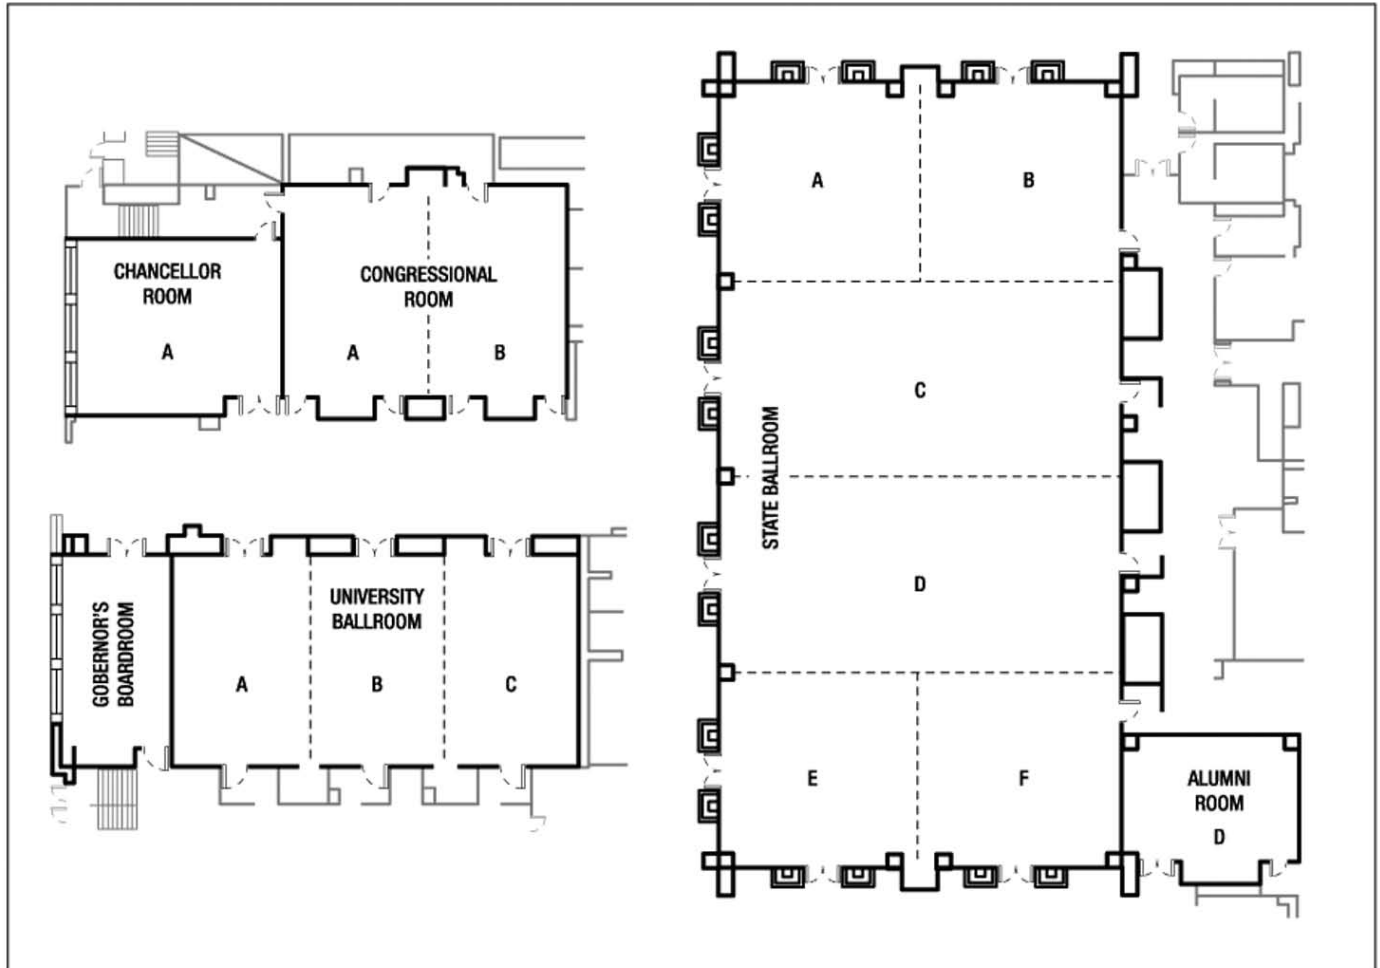 CHANCELLOR
ROOM
A
CONGRESSIONAL
ROOM
A
B
GOBERNOR'S
BOARDROOM
UNIVERSITY
BALLROOM
A
B
C
STATE BALLROOM
A
B
C
D
E
F
ALUMNI
ROOM
D